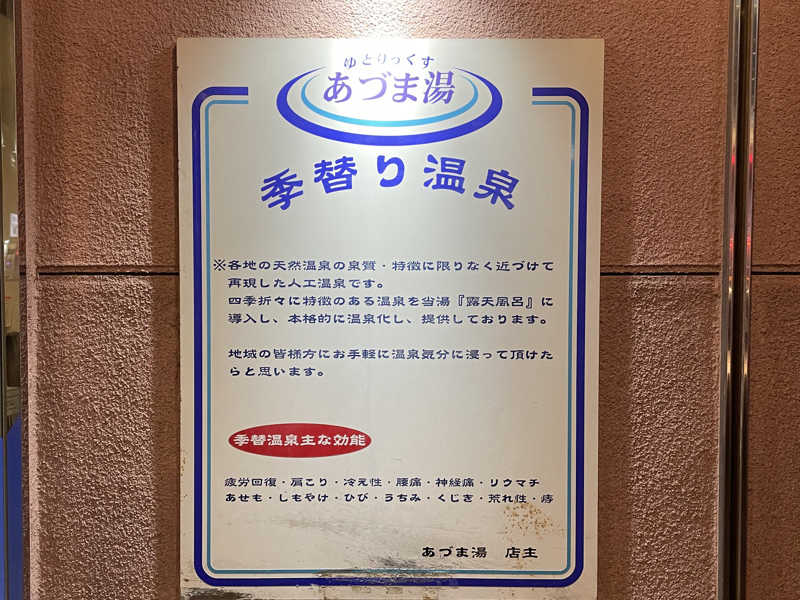 ゆとりっくす
あづま湯
季替り温泉
※各地の天然温泉の泉質・特徴に限りなく近づけて
再現した人工温泉です。
四季折々に特徴のある温泉を当湯『露天風呂』に
導入し、本格的に温泉化し、提供しております。
地域の皆様方にお手軽に温泉気分に浸って頂けた
らと思います。
季替温泉主な効能
疲労回復・肩こり・冷え性・腰痛・神経痛・リウマチ
あせも・しもやけ・ひび・うちみ・くじき・荒れ性・痔
あづま湯 店主